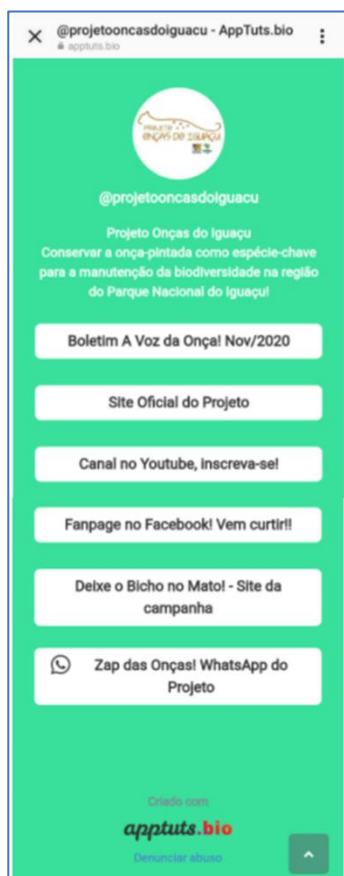 @projetooncasdoiguacu - AppTuts.bio
apptuts.bio
PROJETO
ONÇAS DO IGUAÇU
@projetooncasdoiguacu
Projeto Onças do Iguaçu
Conservar a onça-pintada como espécie-chave
para a manutenção da biodiversidade na região
do Parque Nacional do Iguaçu!
Boletim A Voz da Onça! Nov/2020
Site Oficial do Projeto
Canal no Youtube, inscreva-se!
Fanpage no Facebook! Vem curtir!!
Deixe o Bicho no Mato! - Site da
campanha
Zap das Onças! WhatsApp do
Projeto
Criado com
apptuts.bio
Denunciar abuso